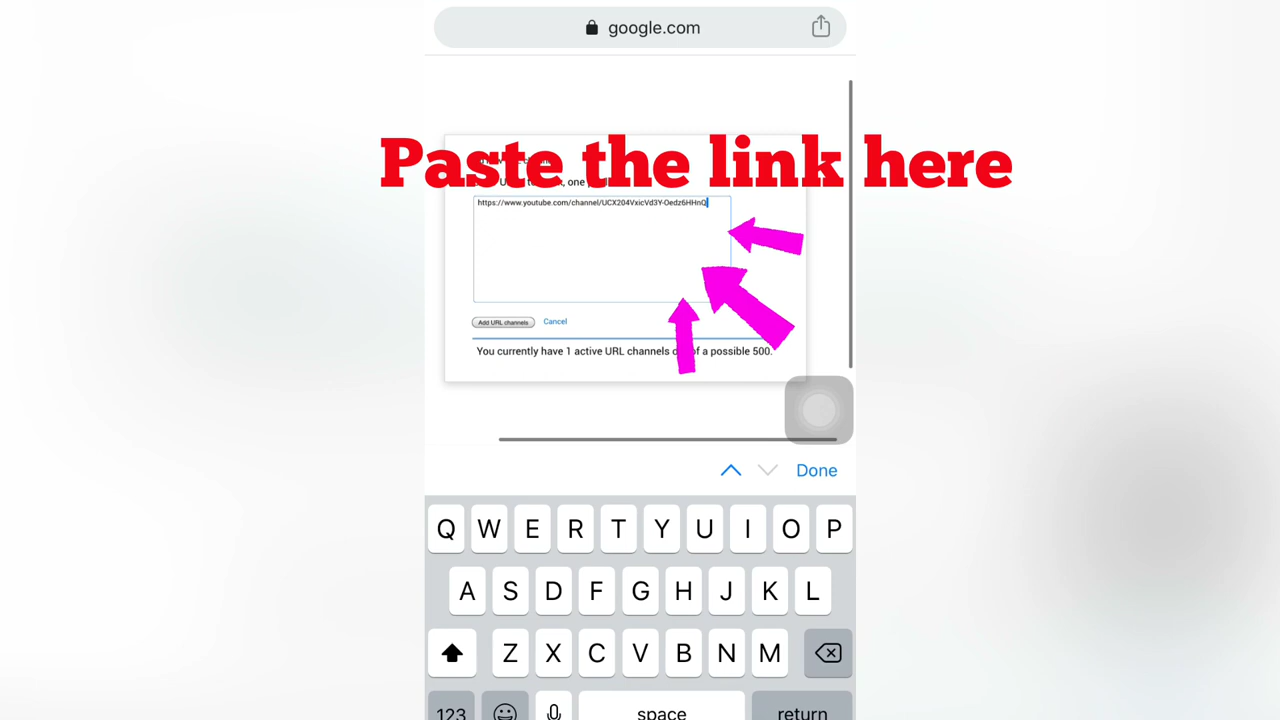 google.com
Paste the link here
https://www.youtube.com/channel/UCX204VxicVd3Y-Oedz6HHnQ
Add URL channels Cancel
You currently have 1 active URL channels of a possible 500.
Done
Q W E R T Y U I O P
A S D F G H J K L
Z X C V B N M
123 space return